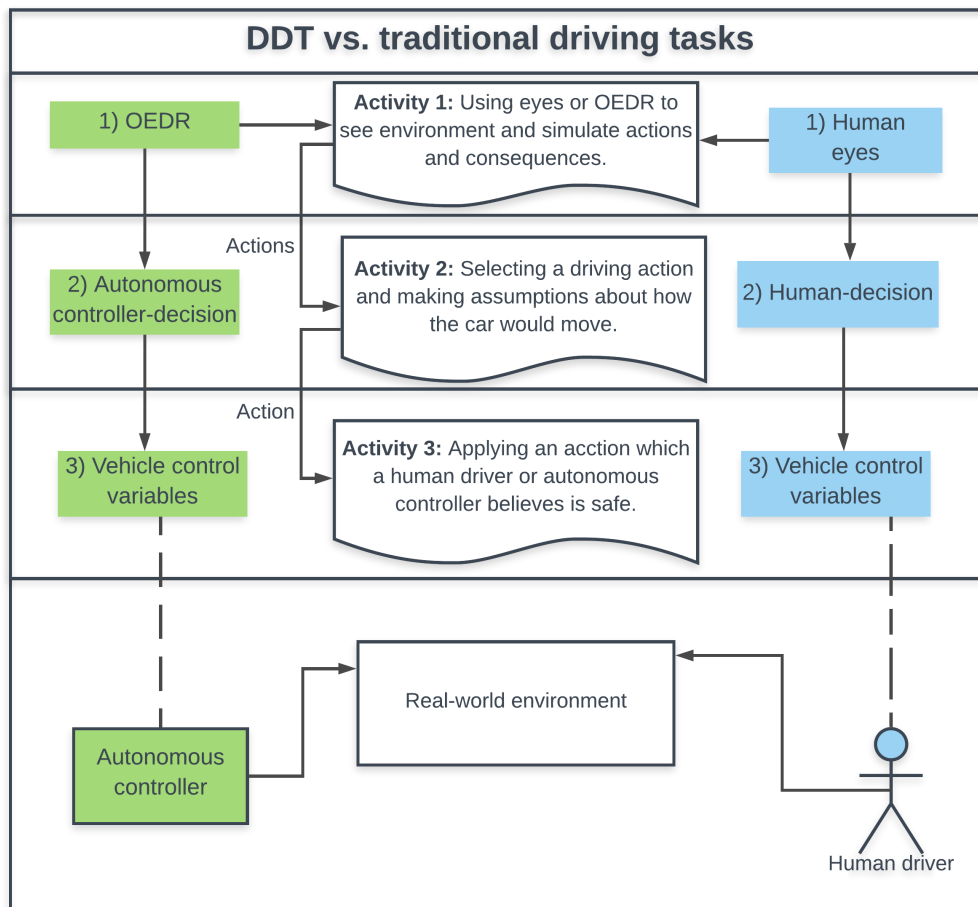 DDT vs. traditional driving tasks
1) OEDR
Activity 1: Using eyes or OEDR to
see environment and simulate actions
and consequences.
1) Human
eyes
Actions
2) Autonomous
controller-decision
Activity 2: Selecting a driving action
and making assumptions about how
the car would move.
2) Human-decision
Action
3) Vehicle control
variables
Activity 3: Applying an acction which
a human driver or autonomous
controller believes is safe.
3) Vehicle control
variables
Real-world environment
Autonomous
controller
Human driver